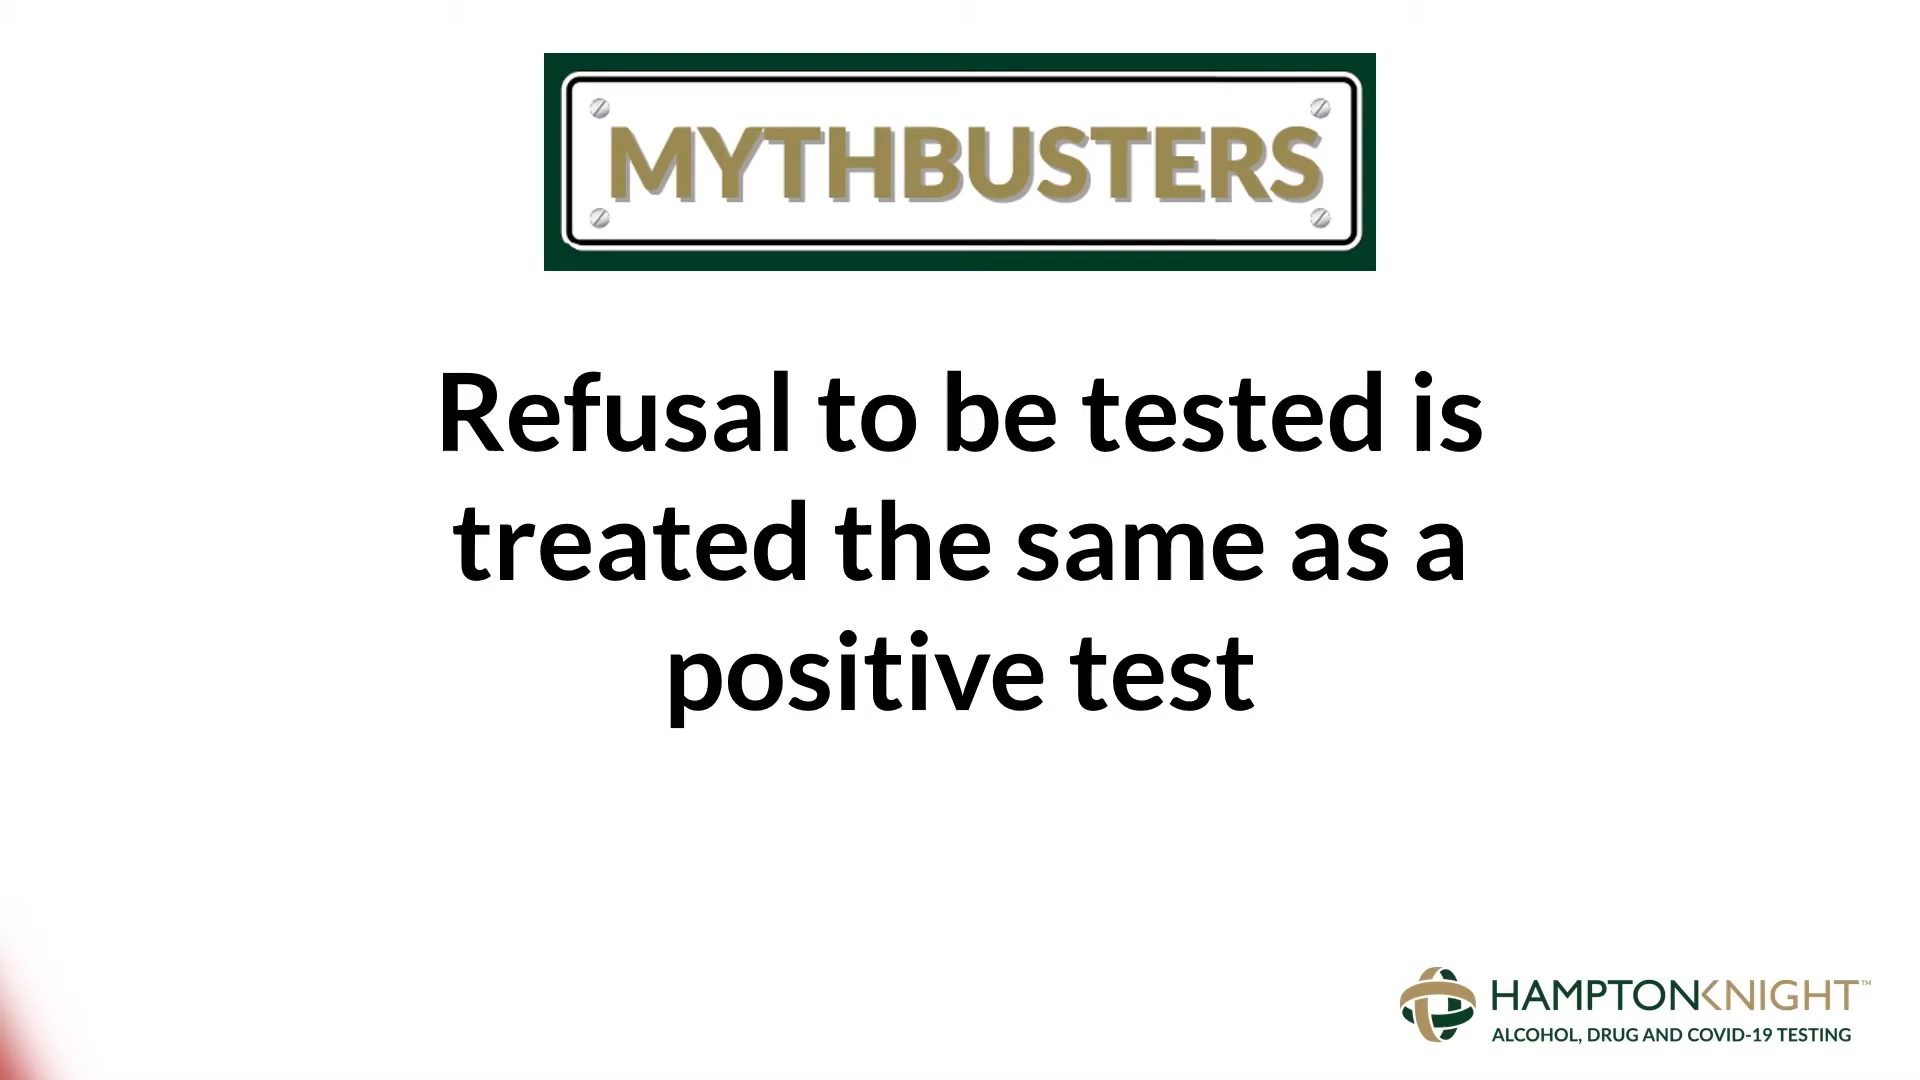 MYTHBUSTERS
Refusal to be tested is
treated the same as a
positive test
HAMPTONKNIGHT™
ALCOHOL, DRUG AND COVID-19 TESTING